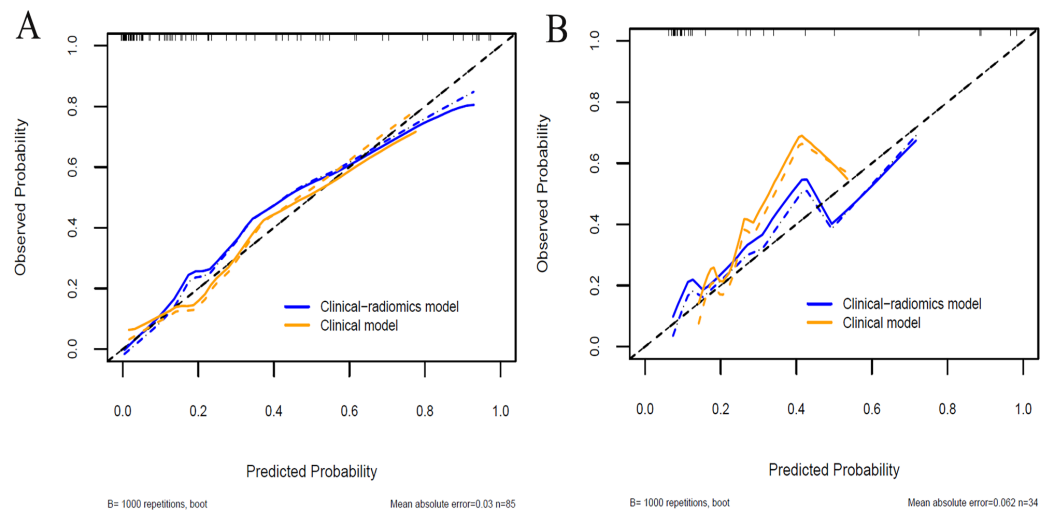 A
Observed Probability
1.0
0.8
0.6
0.4
0.2
0.0
Clinical-radiomics model
Clinical model
0.0 0.2 0.4 0.6 0.8 1.0
Predicted Probability
B= 1000 repetitions, boot Mean absolute error=0.03 n=85
B
Observed Probability
1.0
0.8
0.6
0.4
0.2
0.0
Clinical-radiomics model
Clinical model
0.0 0.2 0.4 0.6 0.8 1.0
Predicted Probability
B= 1000 repetitions, boot Mean absolute error=0.062 n=34